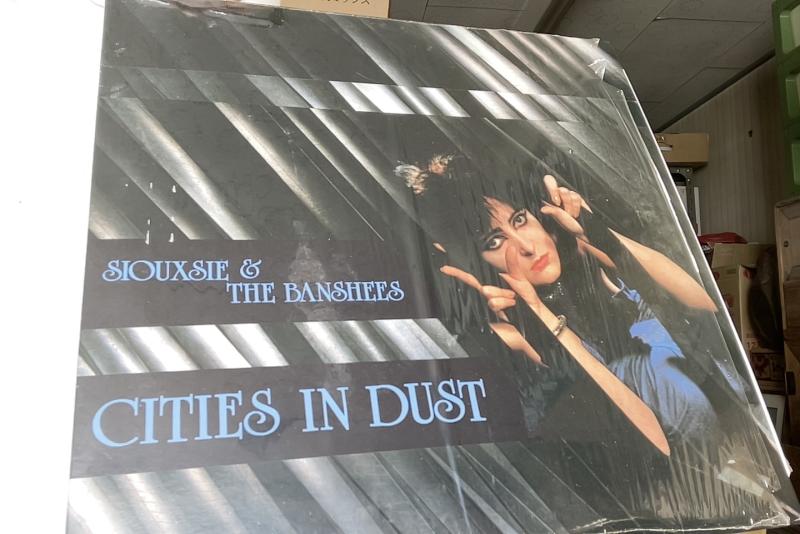 SIOUXSIE &
THE BANSHEES
CITIES IN DUST